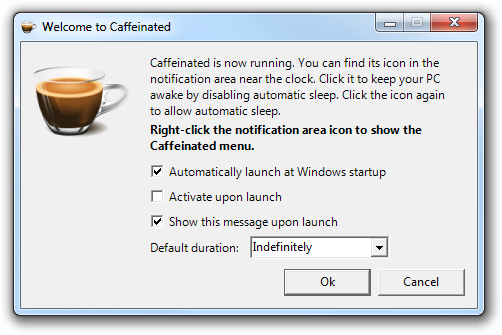 Welcome to Caffeinated
Caffeinated is now running. You can find its icon in the
notification area near the clock. Click it to keep your PC
awake by disabling automatic sleep. Click the icon again
to allow automatic sleep.
Right-click the notification area icon to show the
Caffeinated menu.
Automatically launch at Windows startup
Activate upon launch
Show this message upon launch
Default duration: Indefinitely
Ok Cancel